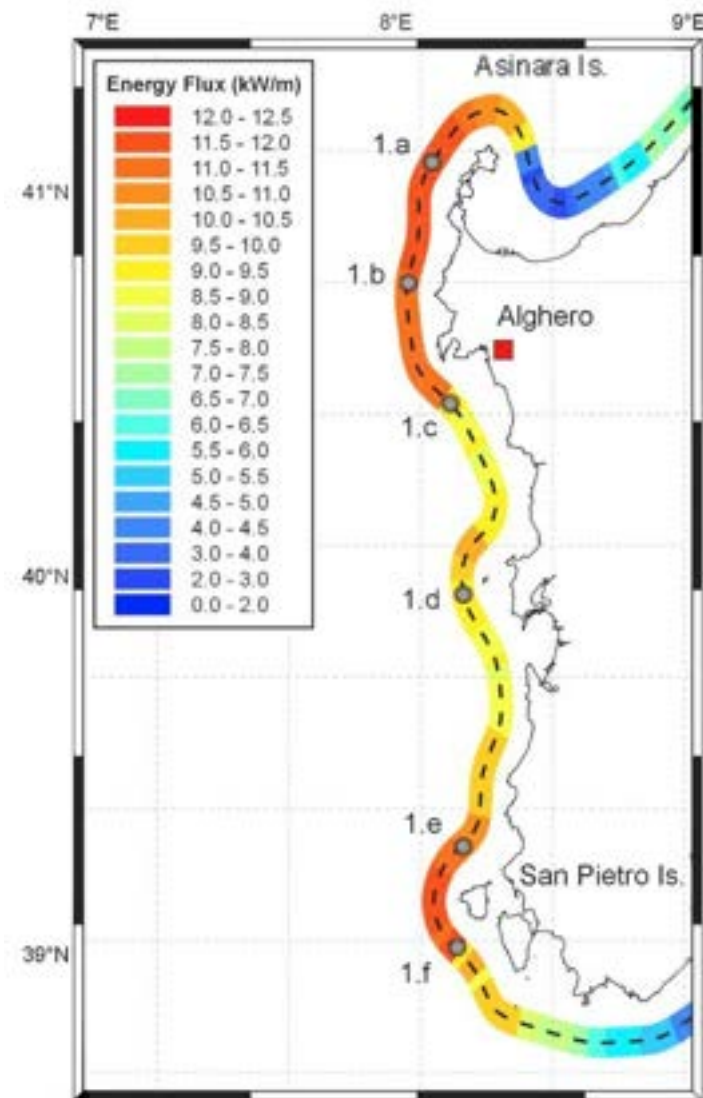 7°E 8°E 9°E
Asinara Is.
Energy Flux (kW/m)
12.0 - 12.5
11.5 - 12.0
11.0 - 11.5
10.5 - 11.0
10.0 - 10.5
9.5 - 10.0
9.0 - 9.5
8.5 - 9.0
8.0 - 8.5
7.5 - 8.0
7.0 - 7.5
6.5 - 7.0
6.0 - 6.5
5.5 - 6.0
5.0 - 5.5
4.5 - 5.0
4.0 - 4.5
3.0 - 4.0
2.0 - 3.0
0.0 - 2.0
1.a
41°N
1.b
Alghero
1.c
40°N
1.d
1.e
San Pietro Is.
39°N
1.f